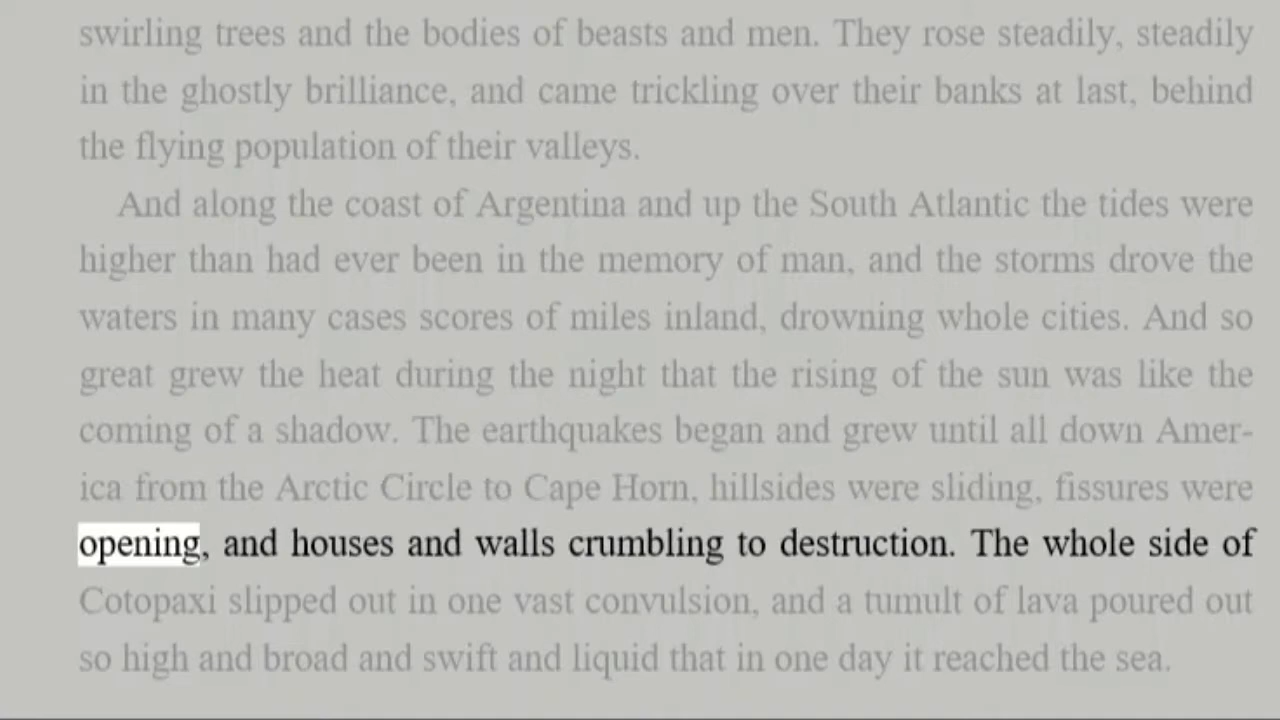 swirling trees and the bodies of beasts and men. They rose steadily, steadily
in the ghostly brilliance, and came trickling over their banks at last, behind
the flying population of their valleys.
And along the coast of Argentina and up the South Atlantic the tides were
higher than had ever been in the memory of man, and the storms drove the
waters in many cases scores of miles inland, drowning whole cities. And so
great grew the heat during the night that the rising of the sun was like the
coming of a shadow. The earthquakes began and grew until all down Amer-
ica from the Arctic Circle to Cape Horn, hillsides were sliding, fissures were
opening, and houses and walls crumbling to destruction. The whole side of
Cotopaxi slipped out in one vast convulsion, and a tumult of lava poured out
so high and broad and swift and liquid that in one day it reached the sea.